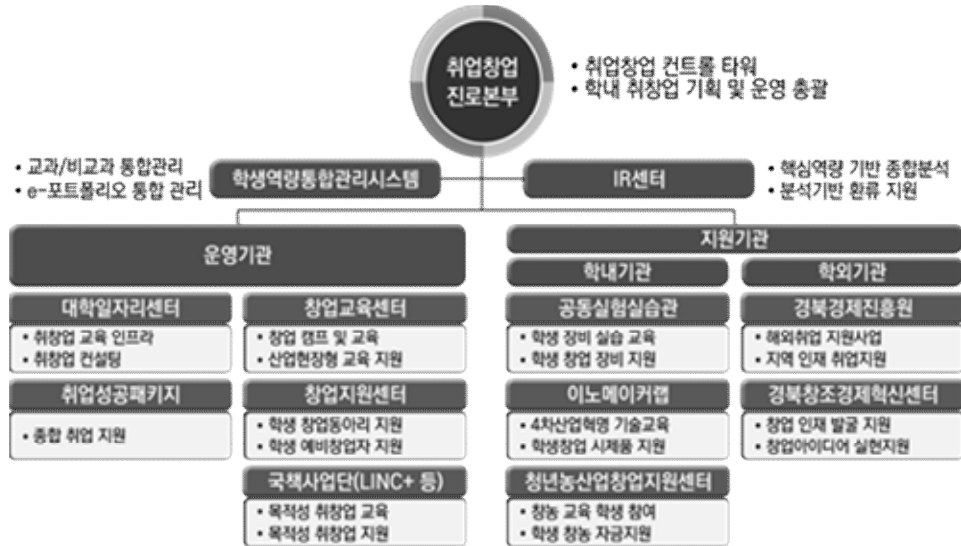 취업창업
진로본부
• 취업창업 컨트롤 타워
• 학내 취창업 기획 및 운영 총괄
• 교과/비교과 통합관리
• e-포트폴리오 통합 관리
학생역량통합관리시스템
IR센터
• 핵심역량 기반 종합분석
• 분석기반 환류 지원
운영기관
대학일자리센터
• 취창업 교육 인프라
• 취창업 컨설팅
취업성공패키지
• 종합 취업 지원
창업교육센터
• 창업 캠프 및 교육
• 산업현장형 교육 지원
창업지원센터
• 학생 창업동아리 지원
• 학생 예비창업자 지원
국책사업단(LINC+ 등)
• 목적성 취창업 교육
• 목적성 취창업 지원
지원기관
학내기관
공동실험실습관
• 학생 장비 실습 교육
• 학생 창업 장비 지원
이노메이커랩
• 4차산업혁명 기술교육
• 학생창업 시제품 지원
청년농산업창업지원센터
• 창농 교육 학생 참여
• 학생 창농 자금지원
학외기관
경북경제진흥원
• 해외취업 지원사업
• 지역 인재 취업지원
경북창조경제혁신센터
• 창업 인재 발굴 지원
• 창업아이디어 실현지원